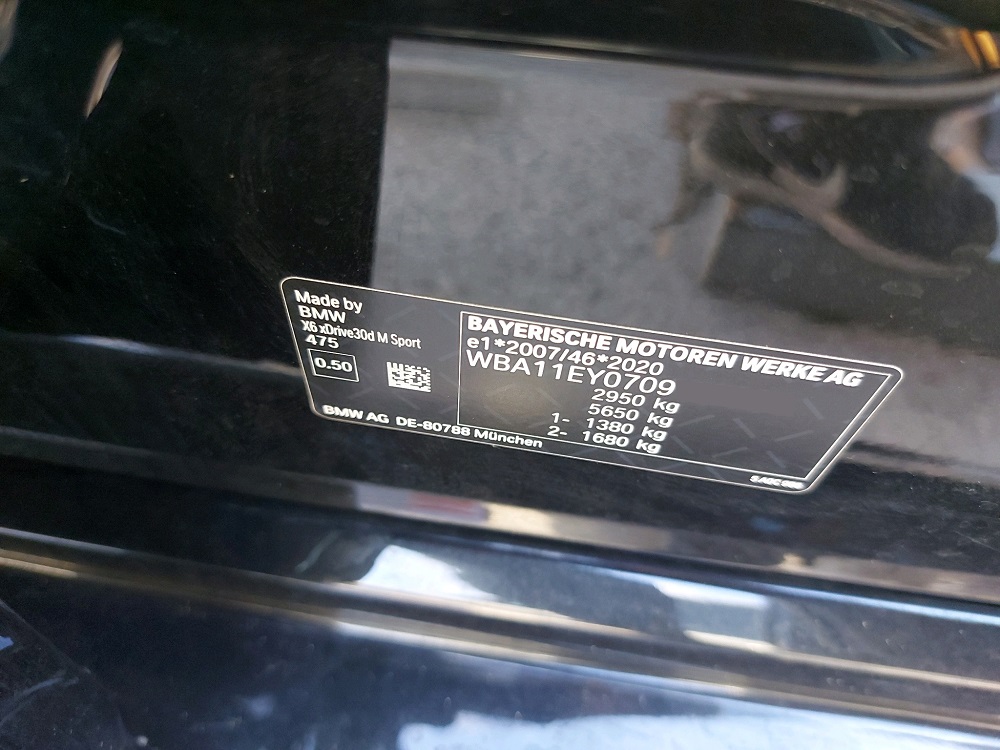 Made by
BMW
X6 xDrive30d M Sport
475
0.50
BAYERISCHE MOTOREN WERKE AG
e1*2007/46*2020
WBA11EY0709
2950 kg
5650 kg
1- 1380 kg
2- 1680 kg
BMW AG DE-80788 München